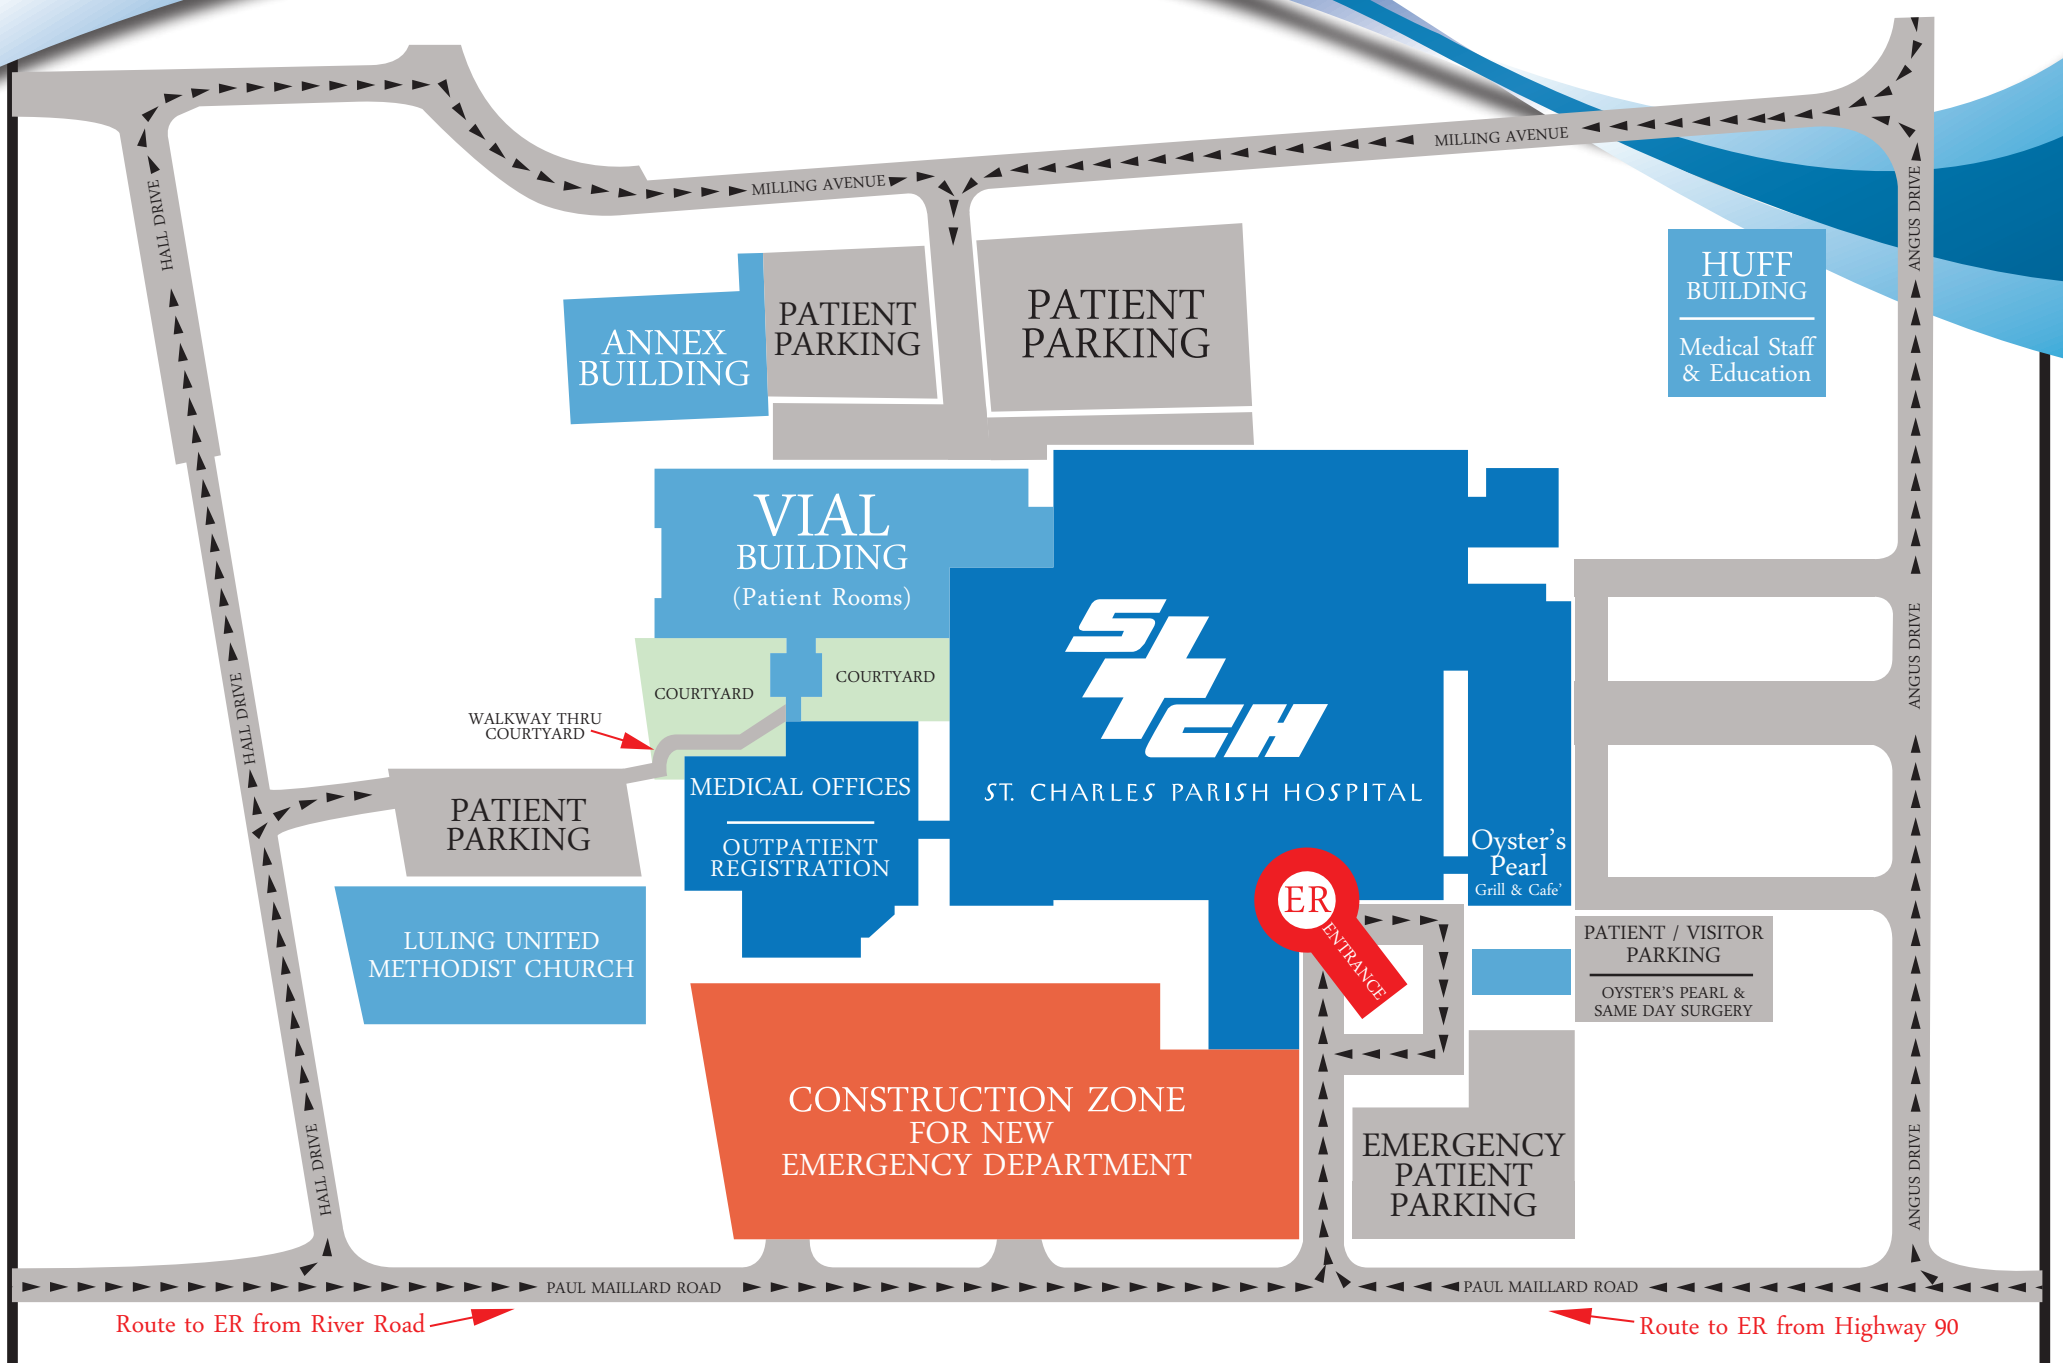 MILLING AVENUE
MILLING AVENUE
HALL DRIVE
ANGUS DRIVE
HUFF
BUILDING
Medical Staff
& Education
PATIENT
PARKING
PATIENT
PARKING
ANNEX
BUILDING
VIAL
BUILDING
(Patient Rooms)
COURTYARD
COURTYARD
WALKWAY THRU
COURTYARD
HALL DRIVE
ANGUS DRIVE
ST CH
ST. CHARLES PARISH HOSPITAL
MEDICAL OFFICES
OUTPATIENT
REGISTRATION
PATIENT
PARKING
Oyster's
Pearl
Grill & Cafe'
ER
ENTRANCE
LULING UNITED
METHODIST CHURCH
PATIENT / VISITOR
PARKING
OYSTER'S PEARL &
SAME DAY SURGERY
CONSTRUCTION ZONE
FOR NEW
EMERGENCY DEPARTMENT
EMERGENCY
PATIENT
PARKING
HALL DRIVE
ANGUS DRIVE
PAUL MAILLARD ROAD
PAUL MAILLARD ROAD
Route to ER from River Road
Route to ER from Highway 90